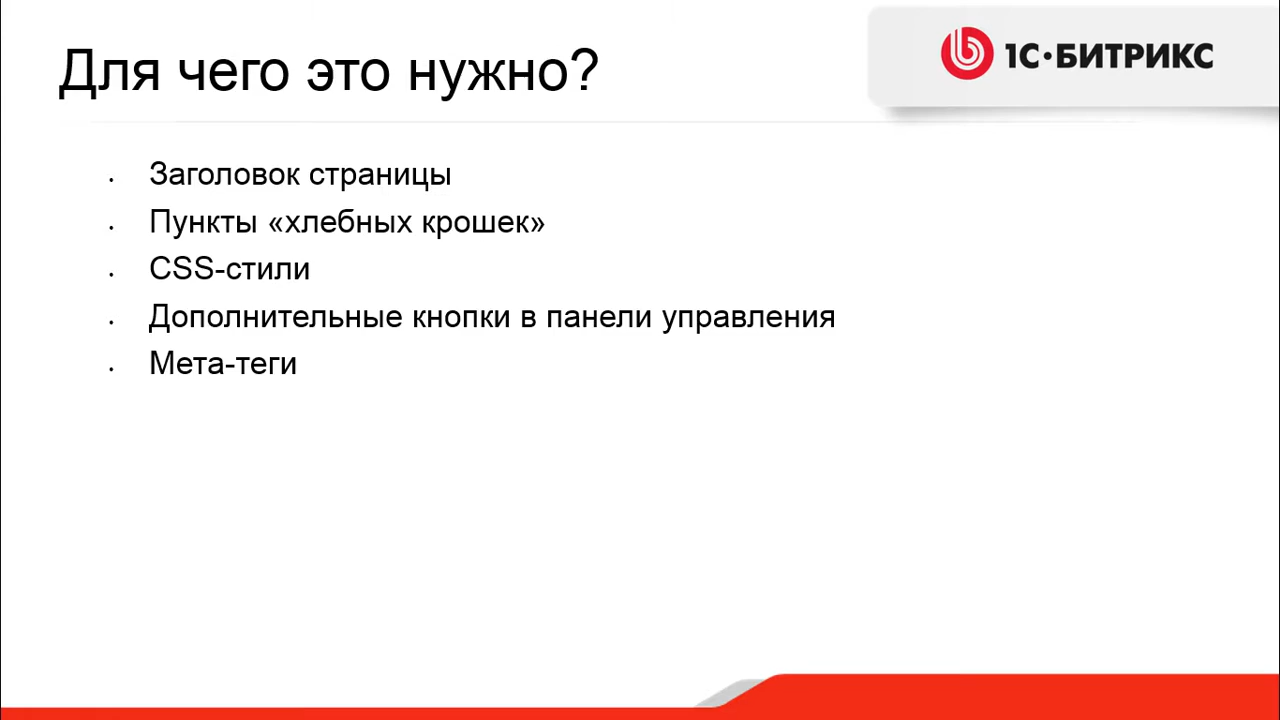 Для чего это нужно?
1С·БИТРИКС
· Заголовок страницы
· Пункты «хлебных крошек»
· CSS-стили
· Дополнительные кнопки в панели управления
· Мета-теги